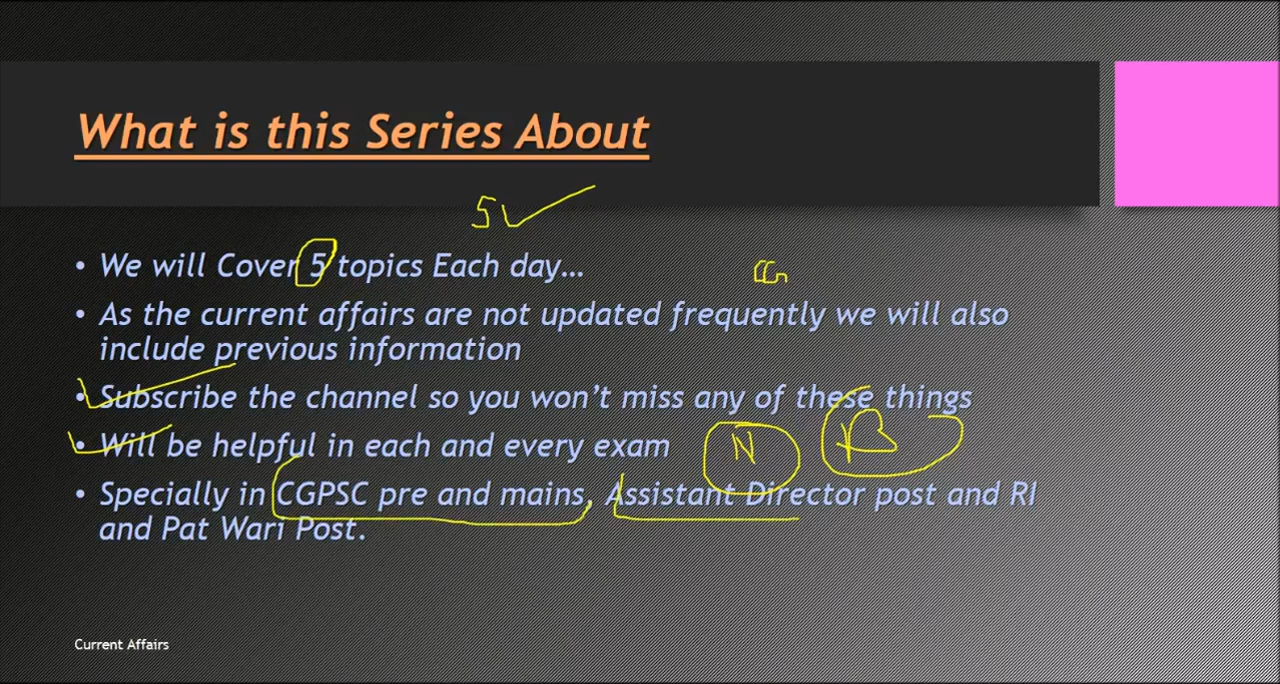 What is this Series About
5
• We will Cover 5 topics Each day...
CG
• As the current affairs are not updated frequently we will also
include previous information
• Subscribe the channel so you won't miss any of these things
• Will be helpful in each and every exam
N
• Specially in CGPSC pre and mains, Assistant Director post and RI
and Pat Wari Post.
Current Affairs